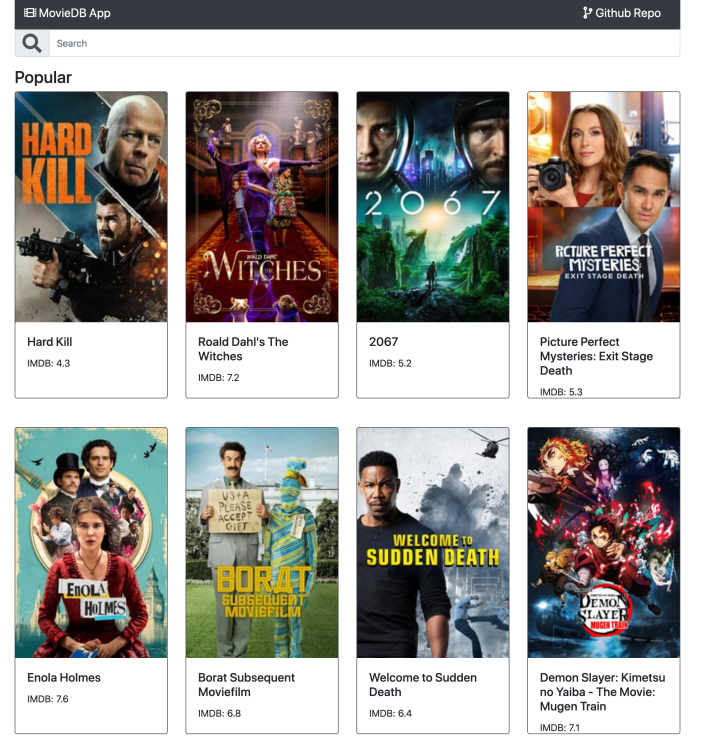 MovieDB App
Github Repo
Search
Popular
HARD
KILL
ROALD DAHL'S
THE
WITCHES
2067
PICTURE PERFECT
MYSTERIES:
EXIT STAGE DEATH
Hard Kill
IMDB: 4.3
Roald Dahl's The
Witches
IMDB: 7.2
2067
IMDB: 5.2
Picture Perfect
Mysteries: Exit Stage
Death
IMDB: 5.3
ENOLA
HOLMES
US+A
PLEASE
ACCEPT
GIFT
BORAT
SUBSEQUENT
MOVIEFILM
WELCOME TO
SUDDEN DEATH
DEMON
SLAYER
MUGEN TRAIN
Enola Holmes
IMDB: 7.6
Borat Subsequent
Moviefilm
IMDB: 6.8
Welcome to Sudden
Death
IMDB: 6.4
Demon Slayer: Kimetsu
no Yaiba - The Movie:
Mugen Train
IMDB: 7.1